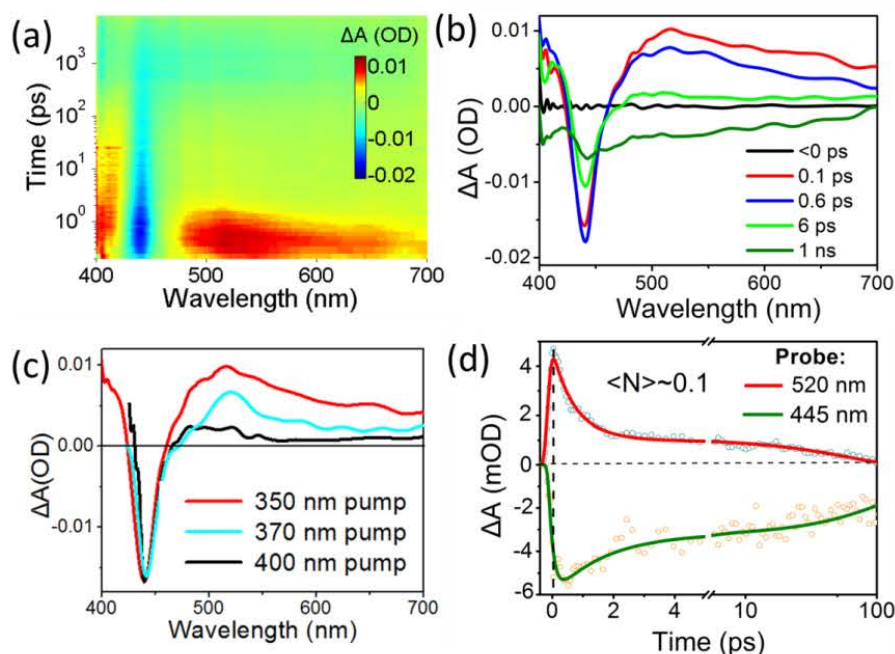 (a)
ΔA (OD)
0.01
0
-0.01
-0.02
10³
10²
10¹
10⁰
Time (ps)
400 500 600 700
Wavelength (nm)
(b)
0.01
0.00
-0.01
-0.02
ΔA (OD)
<0 ps
0.1 ps
0.6 ps
6 ps
1 ns
400 500 600 700
Wavelength (nm)
(c)
0.01
0.00
-0.01
ΔA(OD)
350 nm pump
370 nm pump
400 nm pump
400 500 600 700
Wavelength (nm)
(d)
<N>~0.1
Probe:
520 nm
445 nm
4
2
0
-2
-4
-6
ΔA (mOD)
0 2 4 10 100
Time (ps)